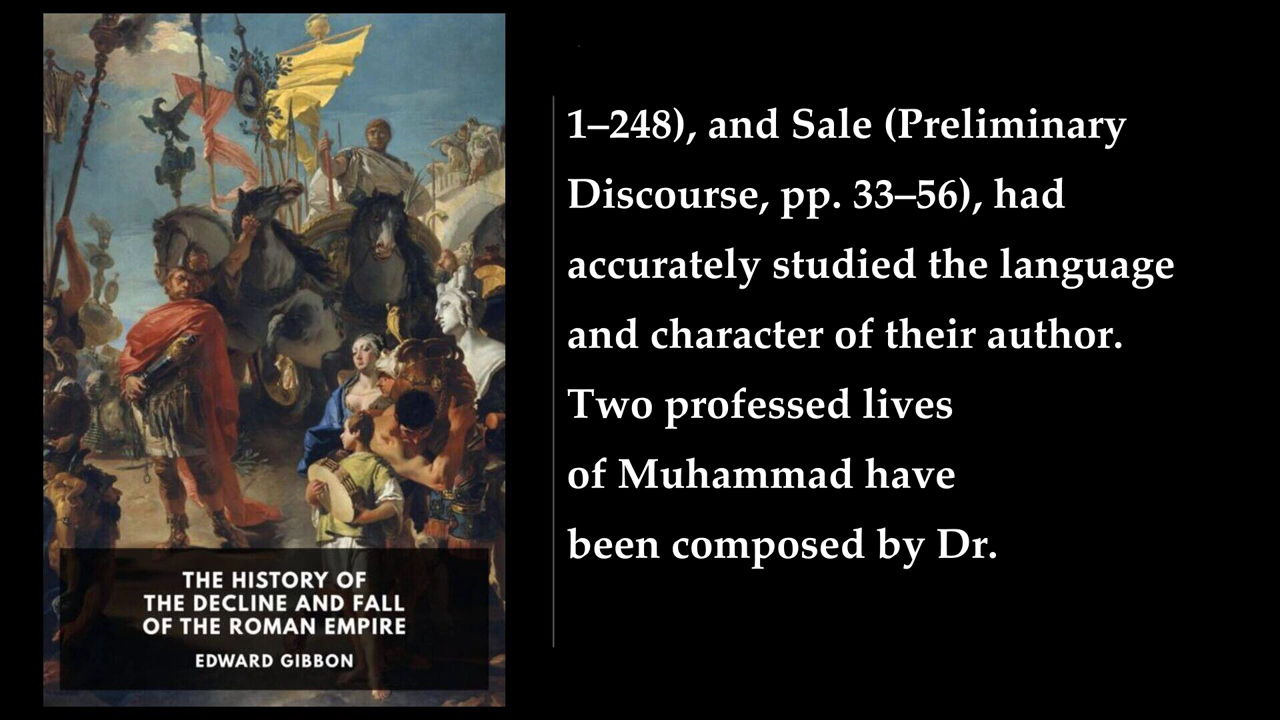 THE HISTORY OF
THE DECLINE AND FALL
OF THE ROMAN EMPIRE
EDWARD GIBBON
1–248), and Sale (Preliminary
Discourse, pp. 33–56), had
accurately studied the language
and character of their author.
Two professed lives
of Muhammad have
been composed by Dr.